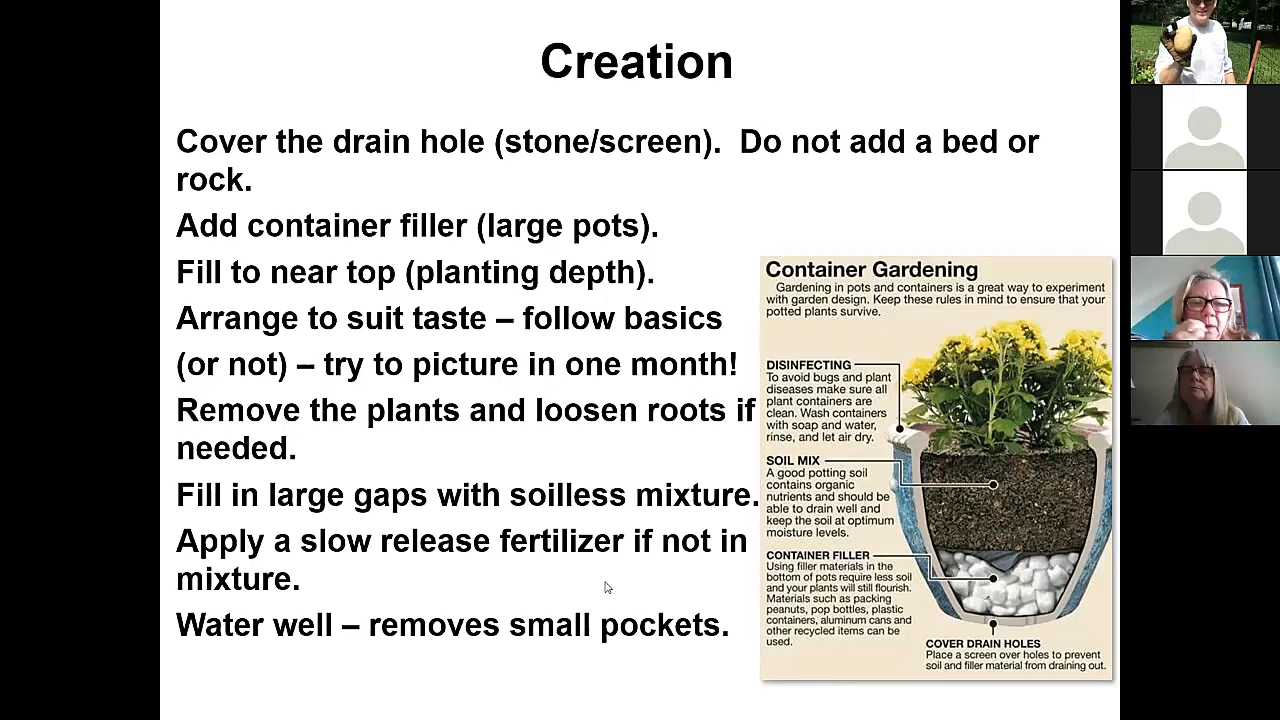 Creation
Cover the drain hole (stone/screen).  Do not add a bed or
rock.
Add container filler (large pots).
Fill to near top (planting depth).
Arrange to suit taste – follow basics
(or not) – try to picture in one month!
Remove the plants and loosen roots if
needed.
Fill in large gaps with soilless mixture.
Apply a slow release fertilizer if not in
mixture.
Water well – removes small pockets.
Container Gardening
Gardening in pots and containers is a great way to experiment
with garden design. Keep these rules in mind to ensure that your
potted plants survive.
DISINFECTING
To avoid bugs and plant
diseases make sure all
plant containers are
clean. Wash containers
with soap and water,
rinse, and let air dry.
SOIL MIX
A good potting soil
contains organic
nutrients and should be
able to drain well and
keep the soil at optimum
moisture levels.
CONTAINER FILLER
Using filler materials in the
bottom of pots require less soil
and your plants will still flourish.
Materials such as packing
peanuts, pop bottles, plastic
containers, aluminum cans and
other recycled items can be
used.
COVER DRAIN HOLES
Place a screen over holes to prevent
soil and filler material from draining out.